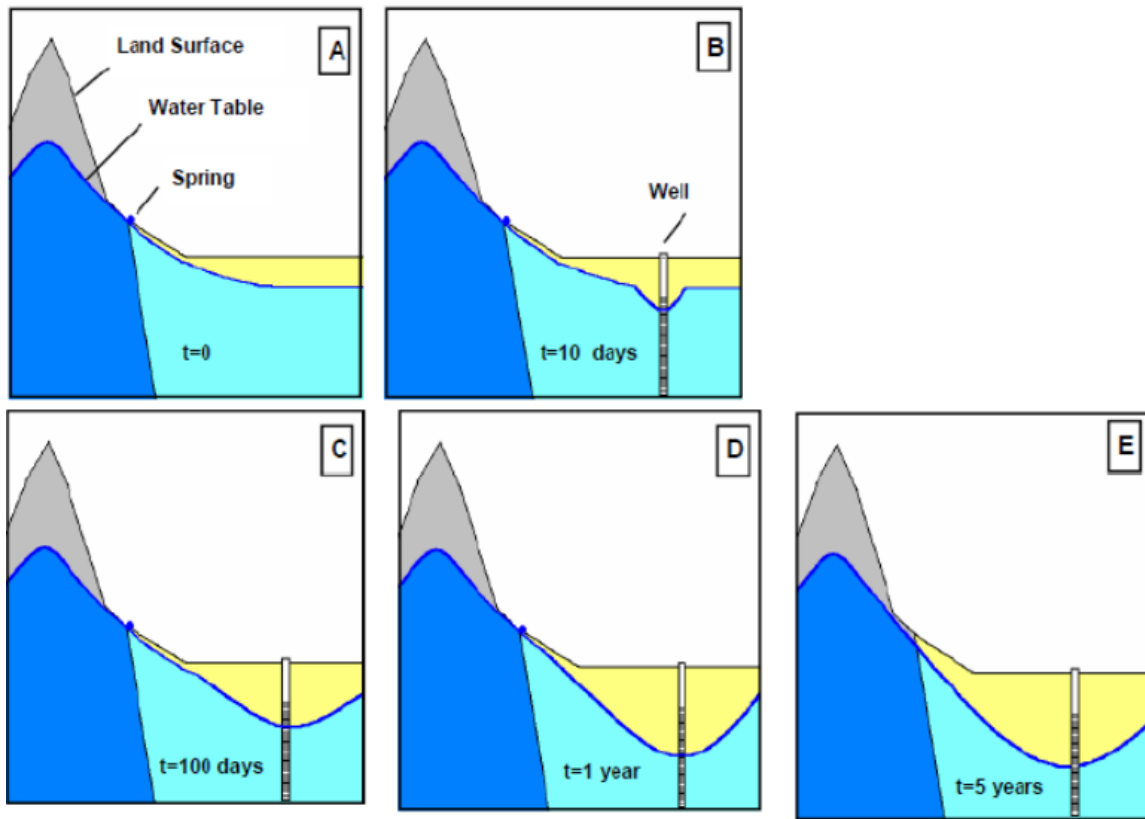 Land Surface
A
Water Table
Spring
t=0
B
Well
t=10 days
C
t=100 days
D
t=1 year
E
t=5 years